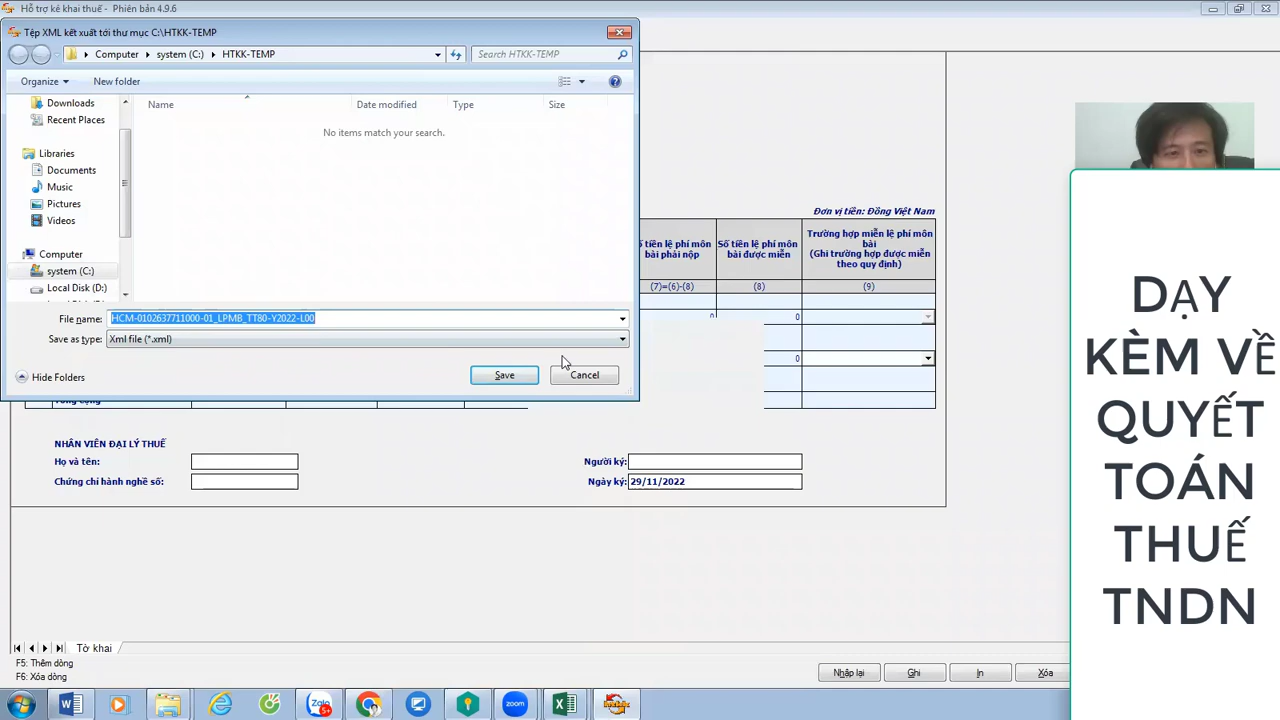 Hỗ trợ kê khai thuế - Phiên bản 4.9.6
Tệp XML kết xuất tới thư mục C:\HTKK-TEMP
Computer
system (C:)
HTKK-TEMP
Search HTKK-TEMP
Organize
New folder
Downloads
Recent Places
Libraries
Documents
Music
Pictures
Videos
Computer
system (C:)
Local Disk (D:)
Name
Date modified
Type
Size
No items match your search.
File name:
HCM-0102637711000-01_LPMB_TT80-Y2022-L00
Save as type:
Xml file (*.xml)
Hide Folders
Save
Cancel
Đơn vị tiền: Đồng Việt Nam
tiền lệ phí môn
bài phải nộp
Số tiền lệ phí môn
bài được miễn
Trường hợp miễn lệ phí môn
bài
(Ghi trường hợp được miễn
theo quy định)
(7)=(6)-(8)
(8)
(9)
0
0
0
Tổng cộng
NHÂN VIÊN ĐẠI LÝ THUẾ
Họ và tên:
Chứng chỉ hành nghề số:
Người ký:
Ngày ký:
29/11/2022
DẠY
KÈM VỀ
QUYẾT
TOÁN
THUẾ
TNDN
Tờ khai
F5: Thêm dòng
F6: Xóa dòng
Nhập lại
Ghi
In
Xóa
Zalo
5+
zoom